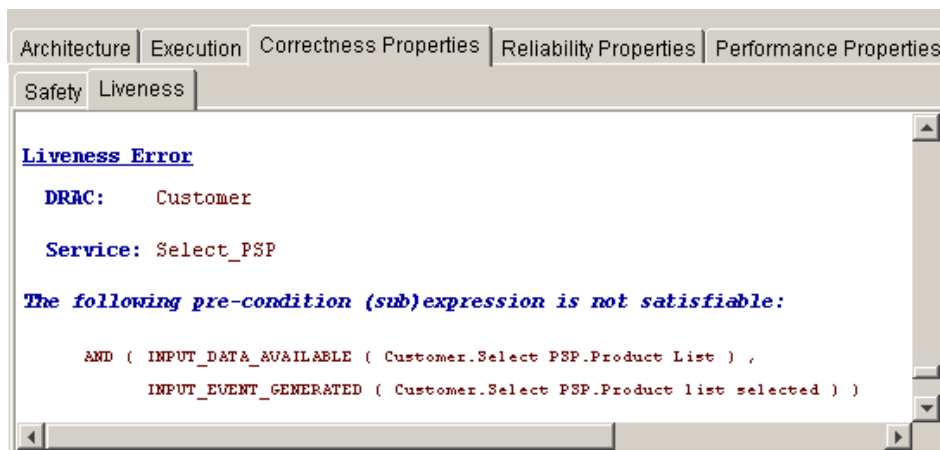 Architecture Execution Correctness Properties Reliability Properties Performance Properties
Safety Liveness
Liveness Error
DRAC: Customer
Service: Select_PSP
The following pre-condition (sub)expression is not satisfiable:
AND ( INPUT_DATA_AVAILABLE ( Customer.Select PSP.Product List ) ,
INPUT_EVENT_GENERATED ( Customer.Select PSP.Product list selected ) )